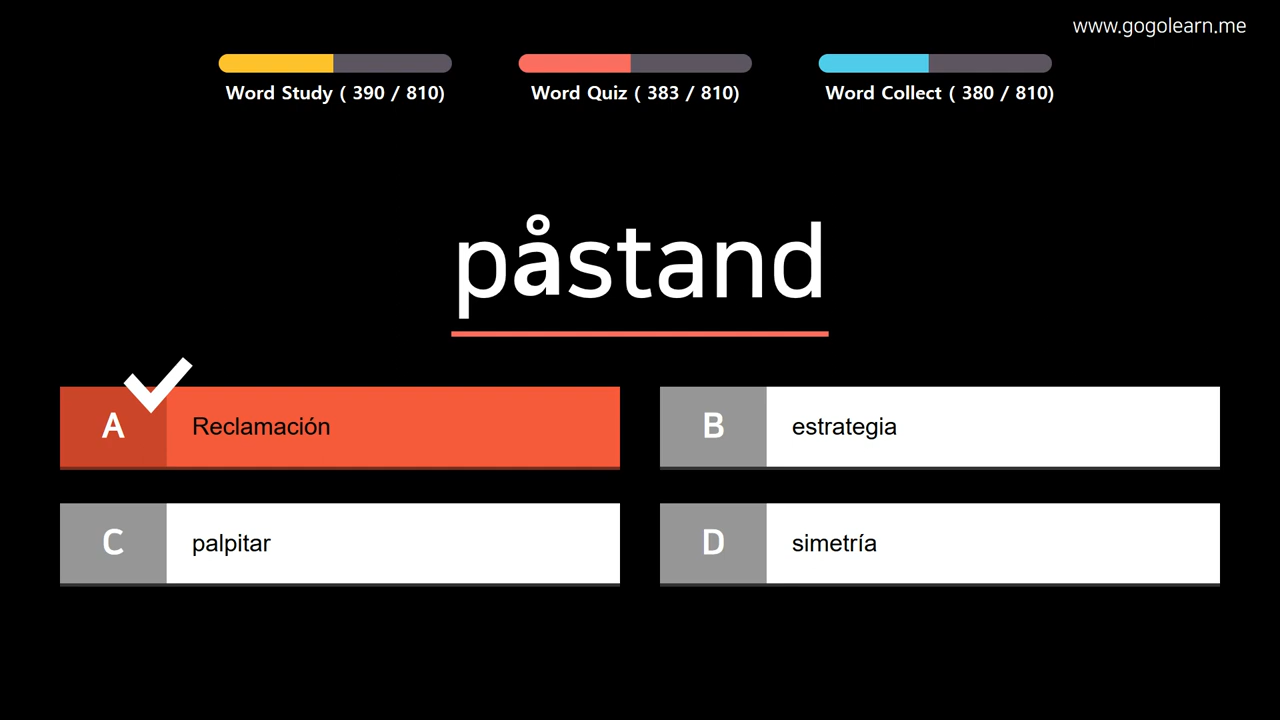 www.gogolearn.me
Word Study ( 390 / 810)
Word Quiz ( 383 / 810)
Word Collect ( 380 / 810)
påstand
A Reclamación
B estrategia
C palpitar
D simetría